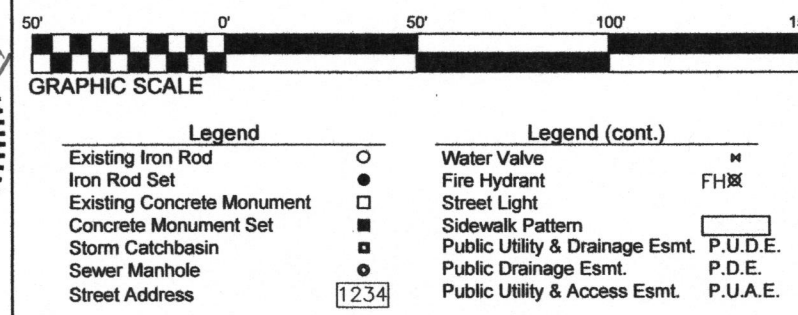 50' 0' 50' 100'
GRAPHIC SCALE
Legend
Existing Iron Rod
Iron Rod Set
Existing Concrete Monument
Concrete Monument Set
Storm Catchbasin
Sewer Manhole
Street Address 1234
Legend (cont.)
Water Valve
Fire Hydrant FH
Street Light
Sidewalk Pattern
Public Utility & Drainage Esmt. P.U.D.E.
Public Drainage Esmt. P.D.E.
Public Utility & Access Esmt. P.U.A.E.